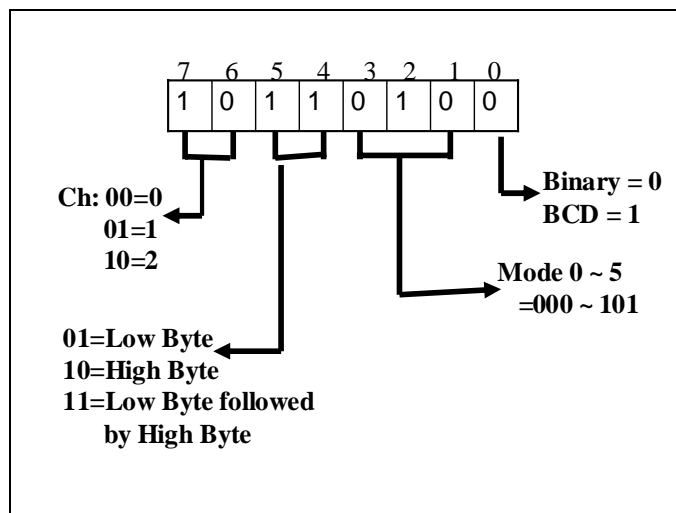 7 6 5 4 3 2 1 0
1 0 1 1 0 1 0 0
Ch: 00=0
01=1
10=2
Binary = 0
BCD = 1
Mode 0 ~ 5
=000 ~ 101
01=Low Byte
10=High Byte
11=Low Byte followed
by High Byte